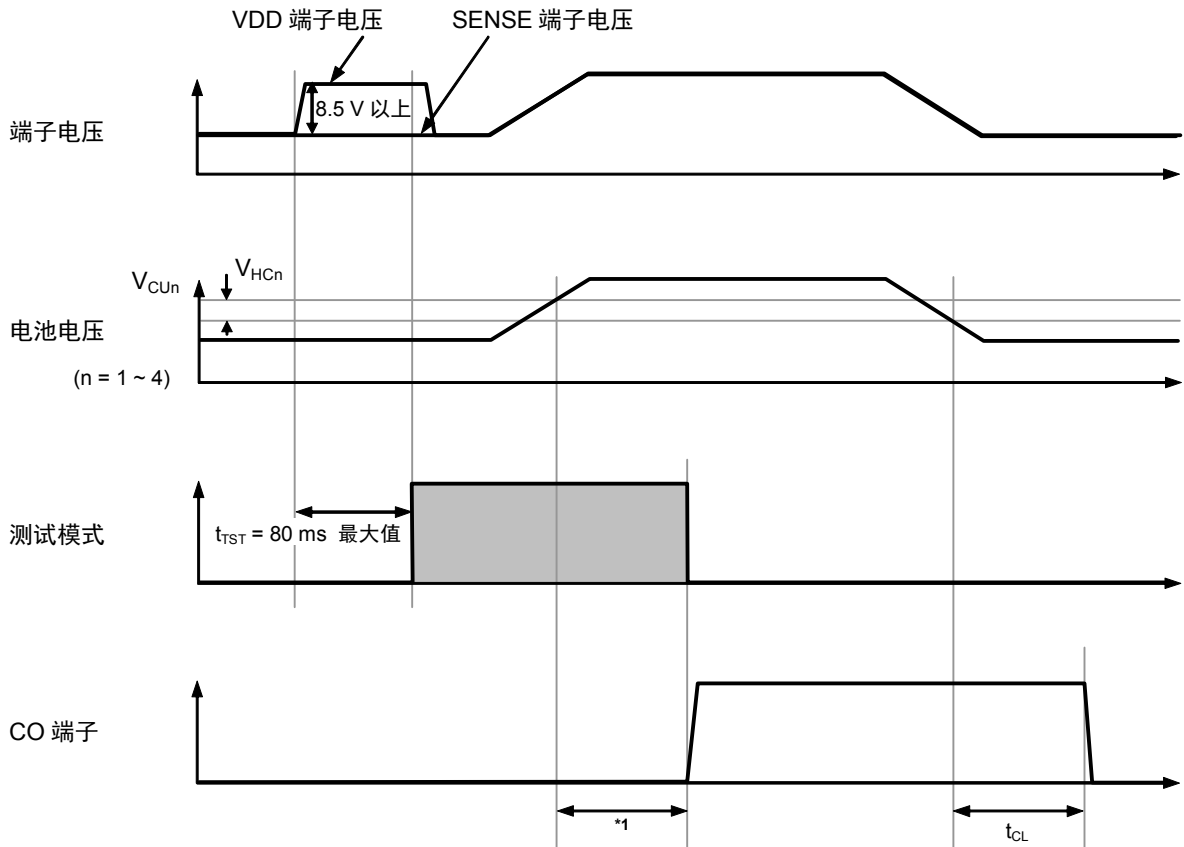 VDD 端子电压
SENSE 端子电压
8.5 V 以上
端子电压
V_CUn
V_HCn
电池电压
(n = 1 ~ 4)
测试模式
t_TST = 80 ms 最大值
CO 端子
*1
t_CL